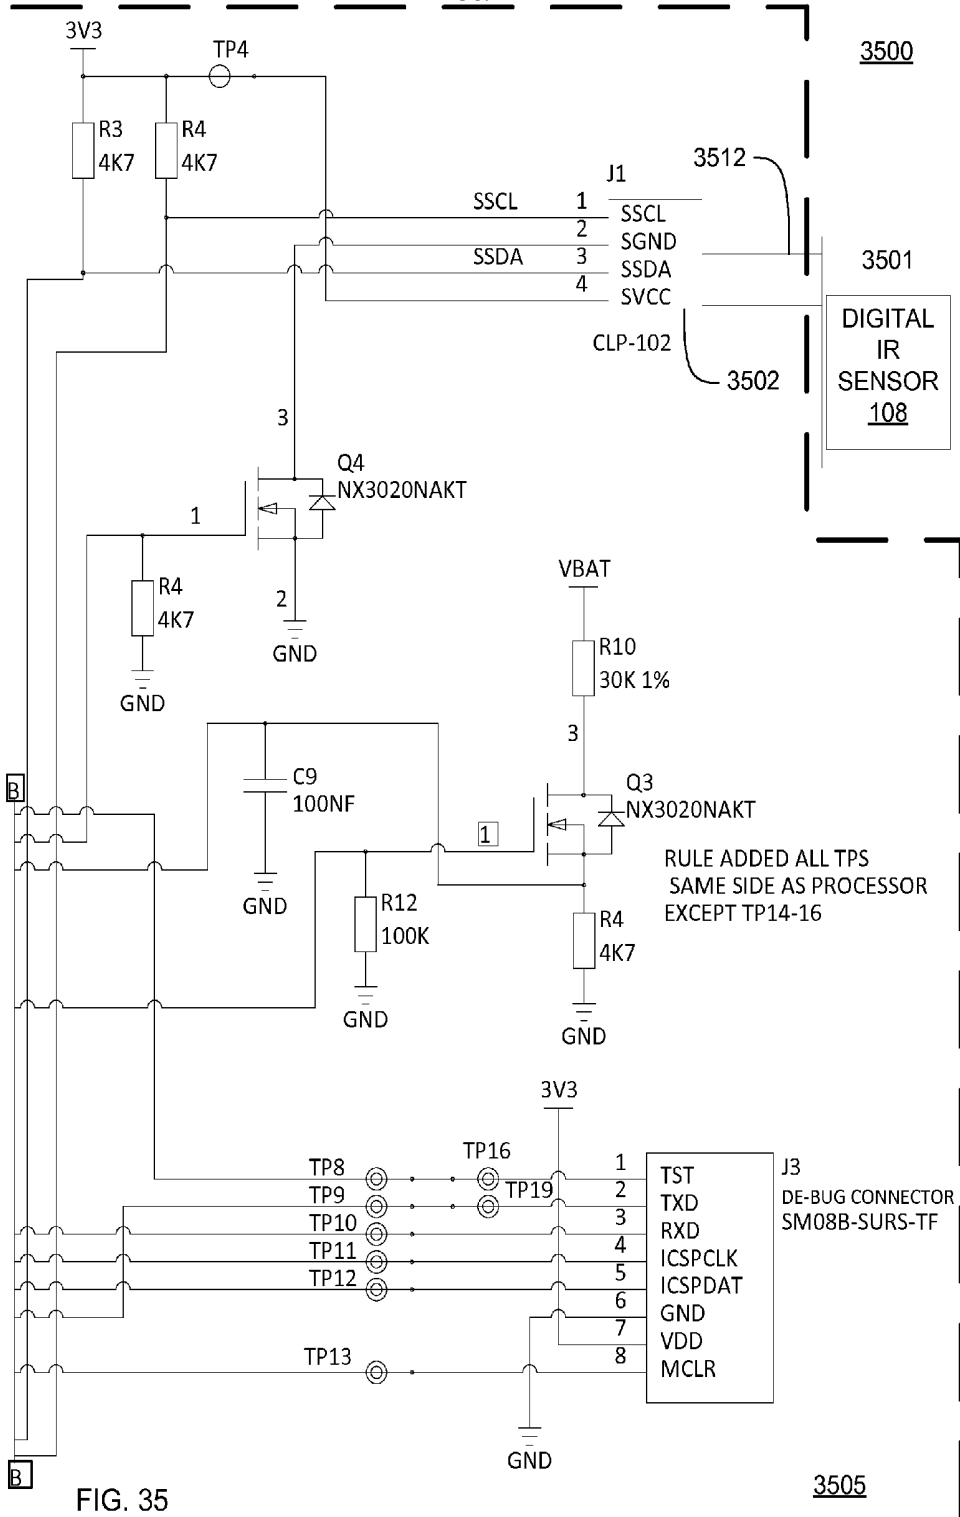 3V3
TP4
3500
R3
4K7
R4
4K7
3512
J1
SSCL
1
SSCL
2
SGND
SSDA
3
SSDA
4
SVCC
3501
CLP-102
3502
DIGITAL
IR
SENSOR
108
3
Q4
NX3020NAKT
1
R4
4K7
2
GND
GND
VBAT
R10
30K 1%
3
B
C9
100NF
GND
Q3
NX3020NAKT
1
RULE ADDED ALL TPS
SAME SIDE AS PROCESSOR
EXCEPT TP14-16
R12
100K
GND
R4
4K7
GND
3V3
TP8
TP16
1
TST
TP9
TP19
2
TXD
TP10
3
RXD
TP11
4
ICSPCLK
TP12
5
ICSPDAT
6
GND
7
VDD
TP13
8
MCLR
J3
DE-BUG CONNECTOR
SM08B-SURS-TF
GND
B
FIG. 35
3505